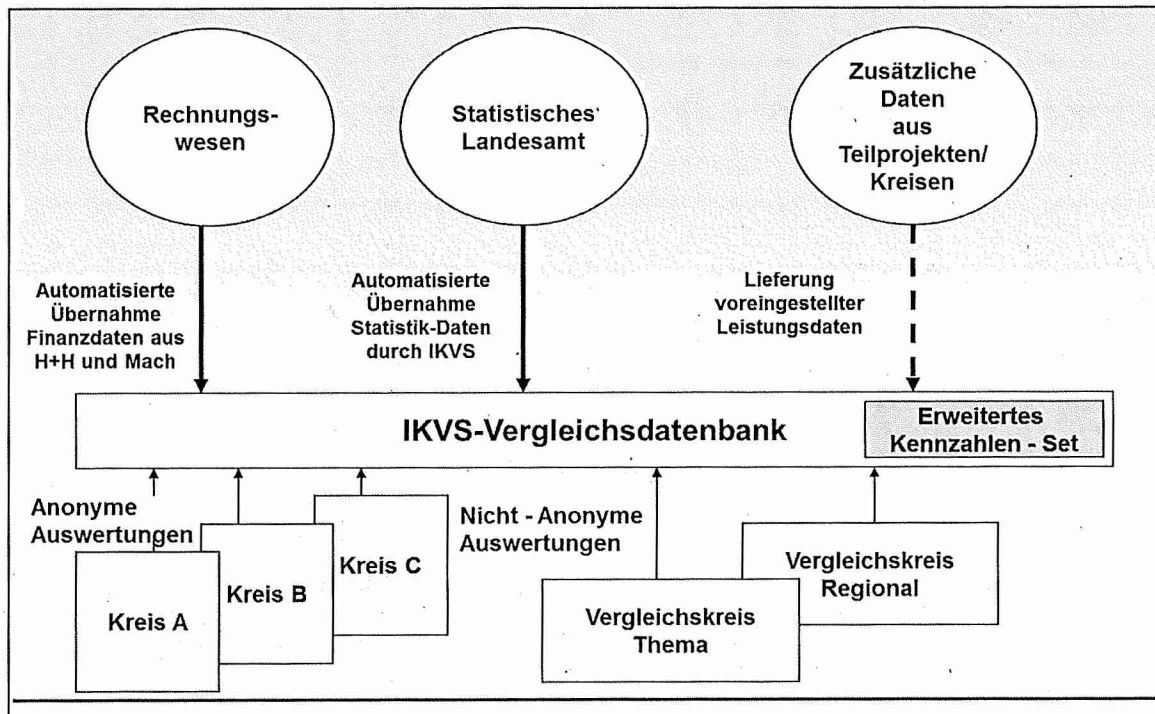 Rechnungs-
wesen
Statistisches
Landesamt
Zusätzliche
Daten
aus
Teilprojekten/
Kreisen
Automatisierte
Übernahme
Finanzdaten aus
H+H und Mach
Automatisierte
Übernahme
Statistik-Daten
durch IKVS
Lieferung
voreingestellter
Leistungsdaten
IKVS-Vergleichsdatenbank
Erweitertes
Kennzahlen - Set
Anonyme
Auswertungen
Kreis A
Kreis B
Kreis C
Nicht - Anonyme
Auswertungen
Vergleichskreis
Thema
Vergleichskreis
Regional